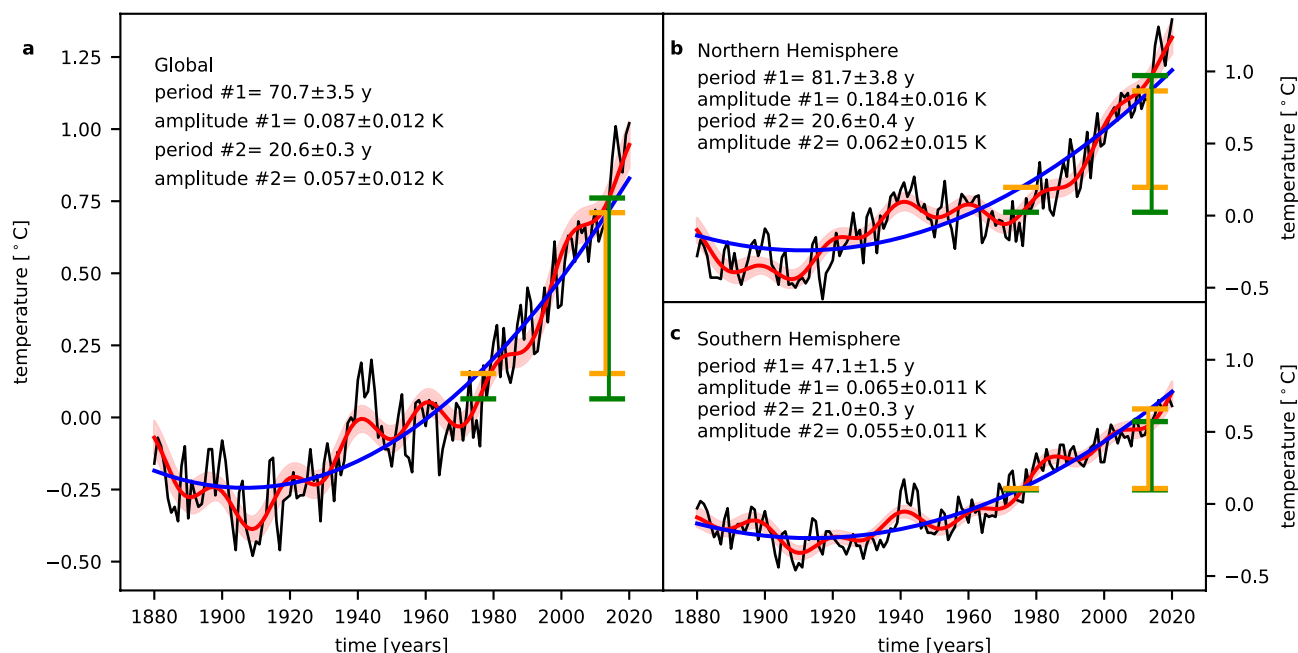 a
Global
period #1= 70.7±3.5 y
amplitude #1= 0.087±0.012 K
period #2= 20.6±0.3 y
amplitude #2= 0.057±0.012 K
temperature [ °C]
1.25
1.00
0.75
0.50
0.25
0.00
−0.25
−0.50
1880 1900 1920 1940 1960 1980 2000 2020
time [years]
b
Northern Hemisphere
period #1= 81.7±3.8 y
amplitude #1= 0.184±0.016 K
period #2= 20.6±0.4 y
amplitude #2= 0.062±0.015 K
1.0
0.5
0.0
−0.5
temperature [ °C]
c
Southern Hemisphere
period #1= 47.1±1.5 y
amplitude #1= 0.065±0.011 K
period #2= 21.0±0.3 y
amplitude #2= 0.055±0.011 K
1.0
0.5
0.0
−0.5
temperature [ °C]
1880 1900 1920 1940 1960 1980 2000 2020
time [years]